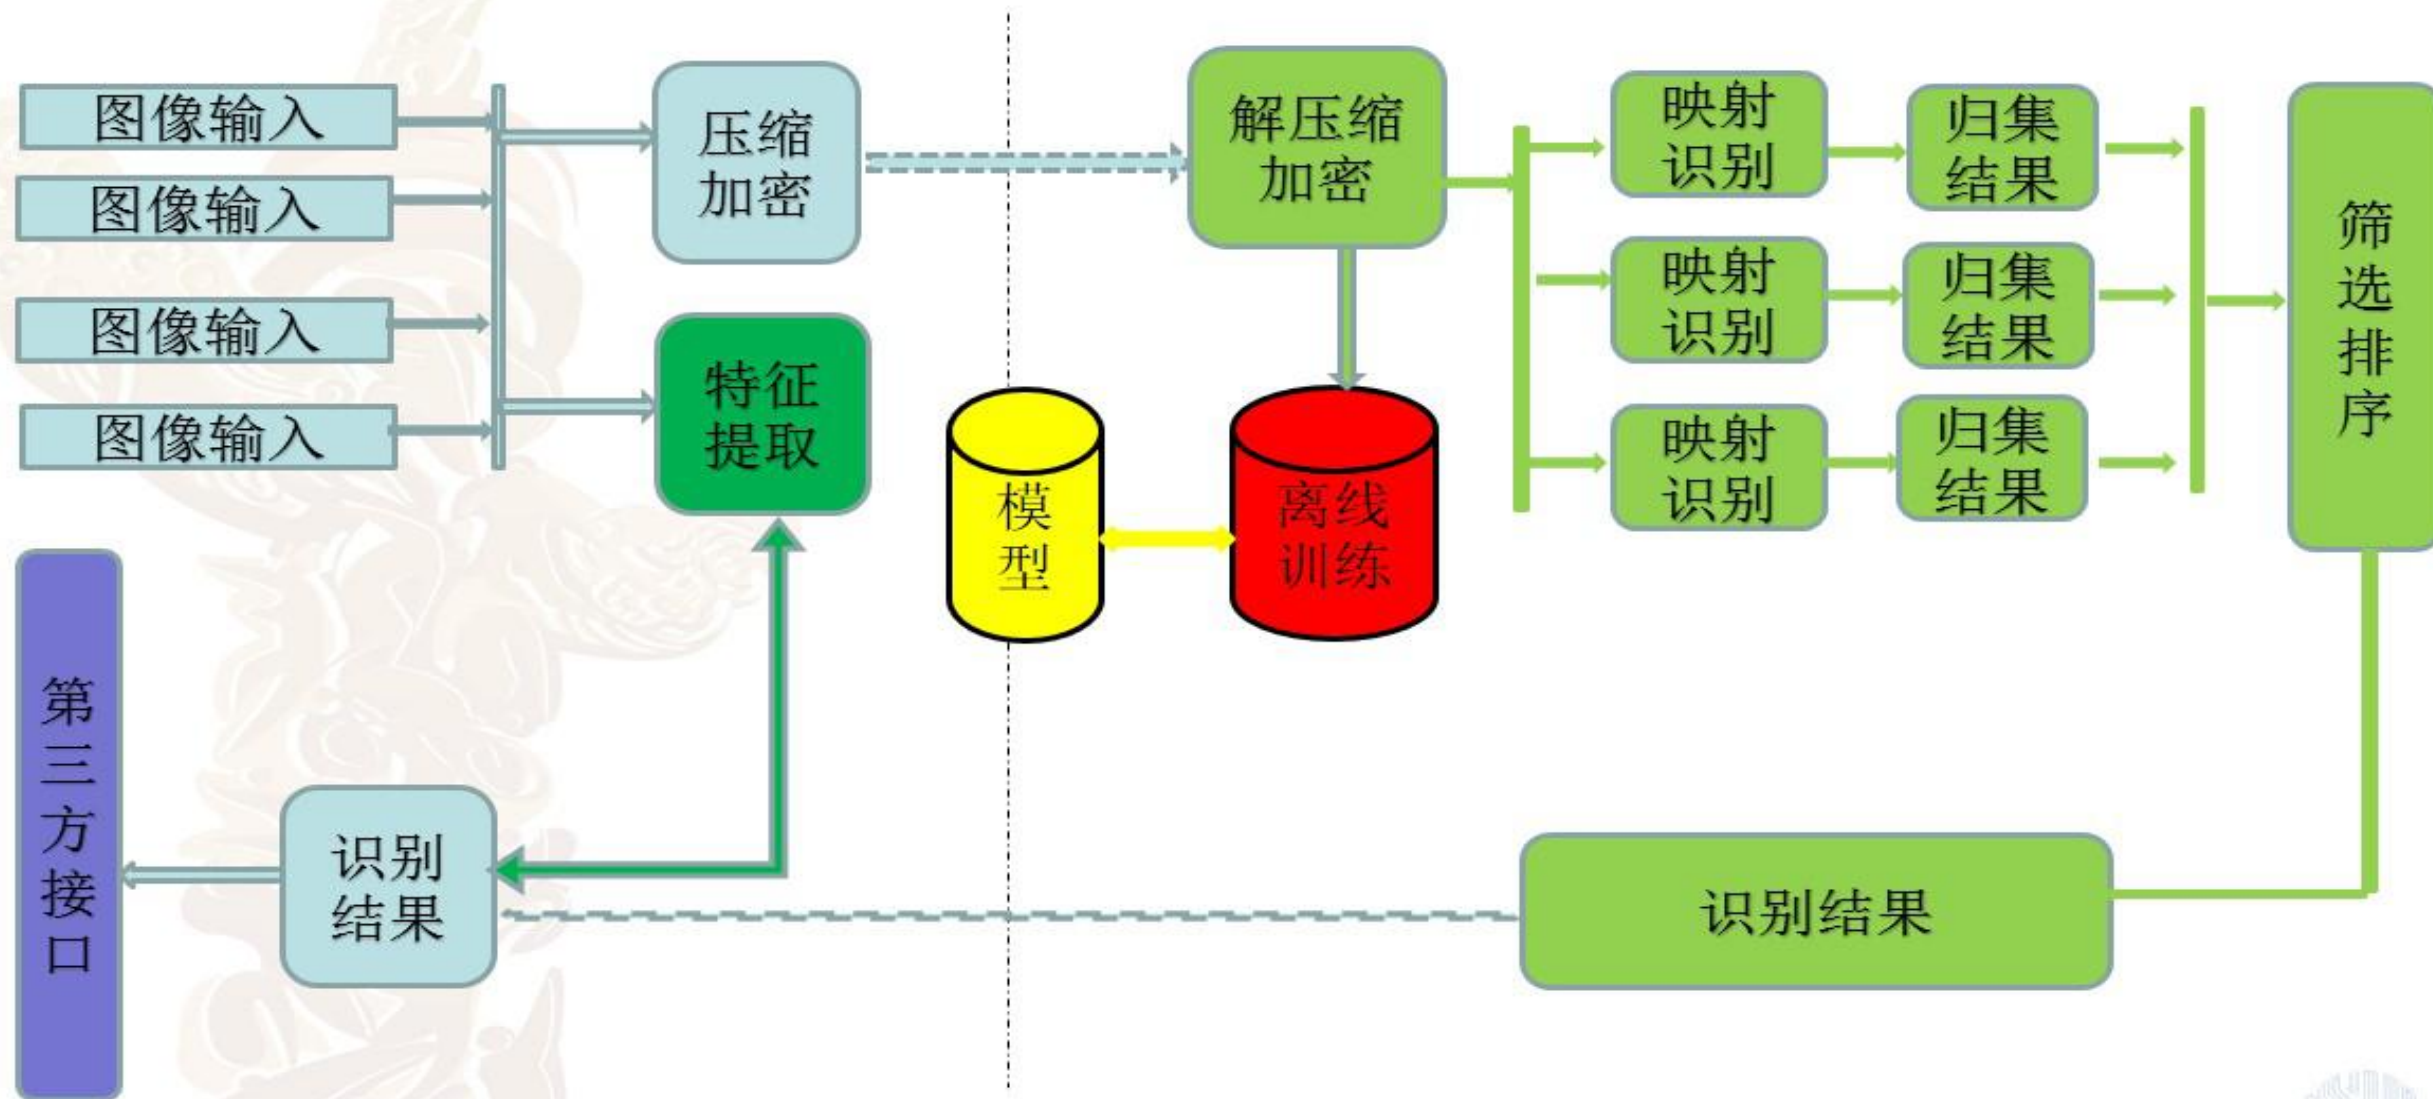 图像输入
图像输入
图像输入
图像输入
压缩
加密
特征
提取
解压缩
加密
映射
识别
归集
结果
映射
识别
归集
结果
映射
识别
归集
结果
筛
选
排
序
模
型
离线
训练
第
三
方
接
口
识别
结果
识别结果